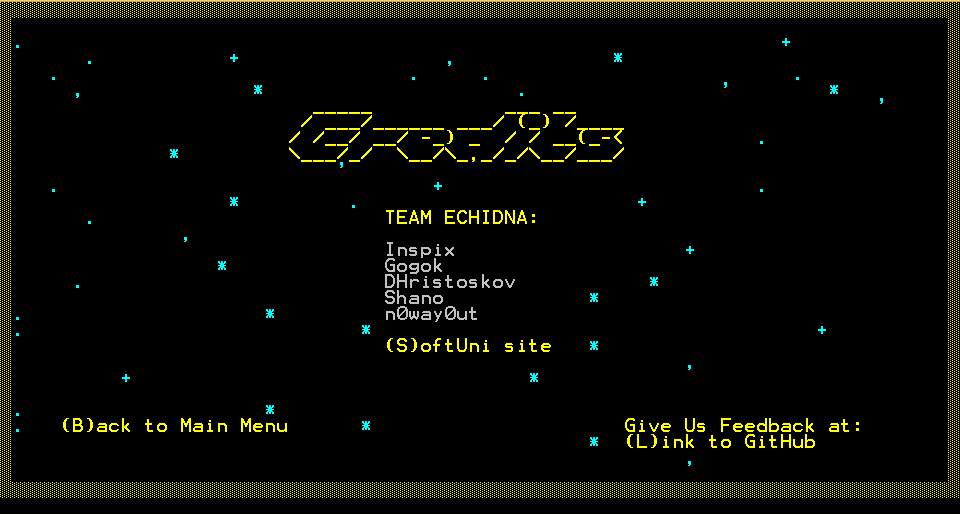 Credits
TEAM ECHIDNA:
Inspix
Gogok
DHristoskov
Shano
n0way0ut
(S)oftUni site
(B)ack to Main Menu
Give Us Feedback at:
(L)ink to GitHub